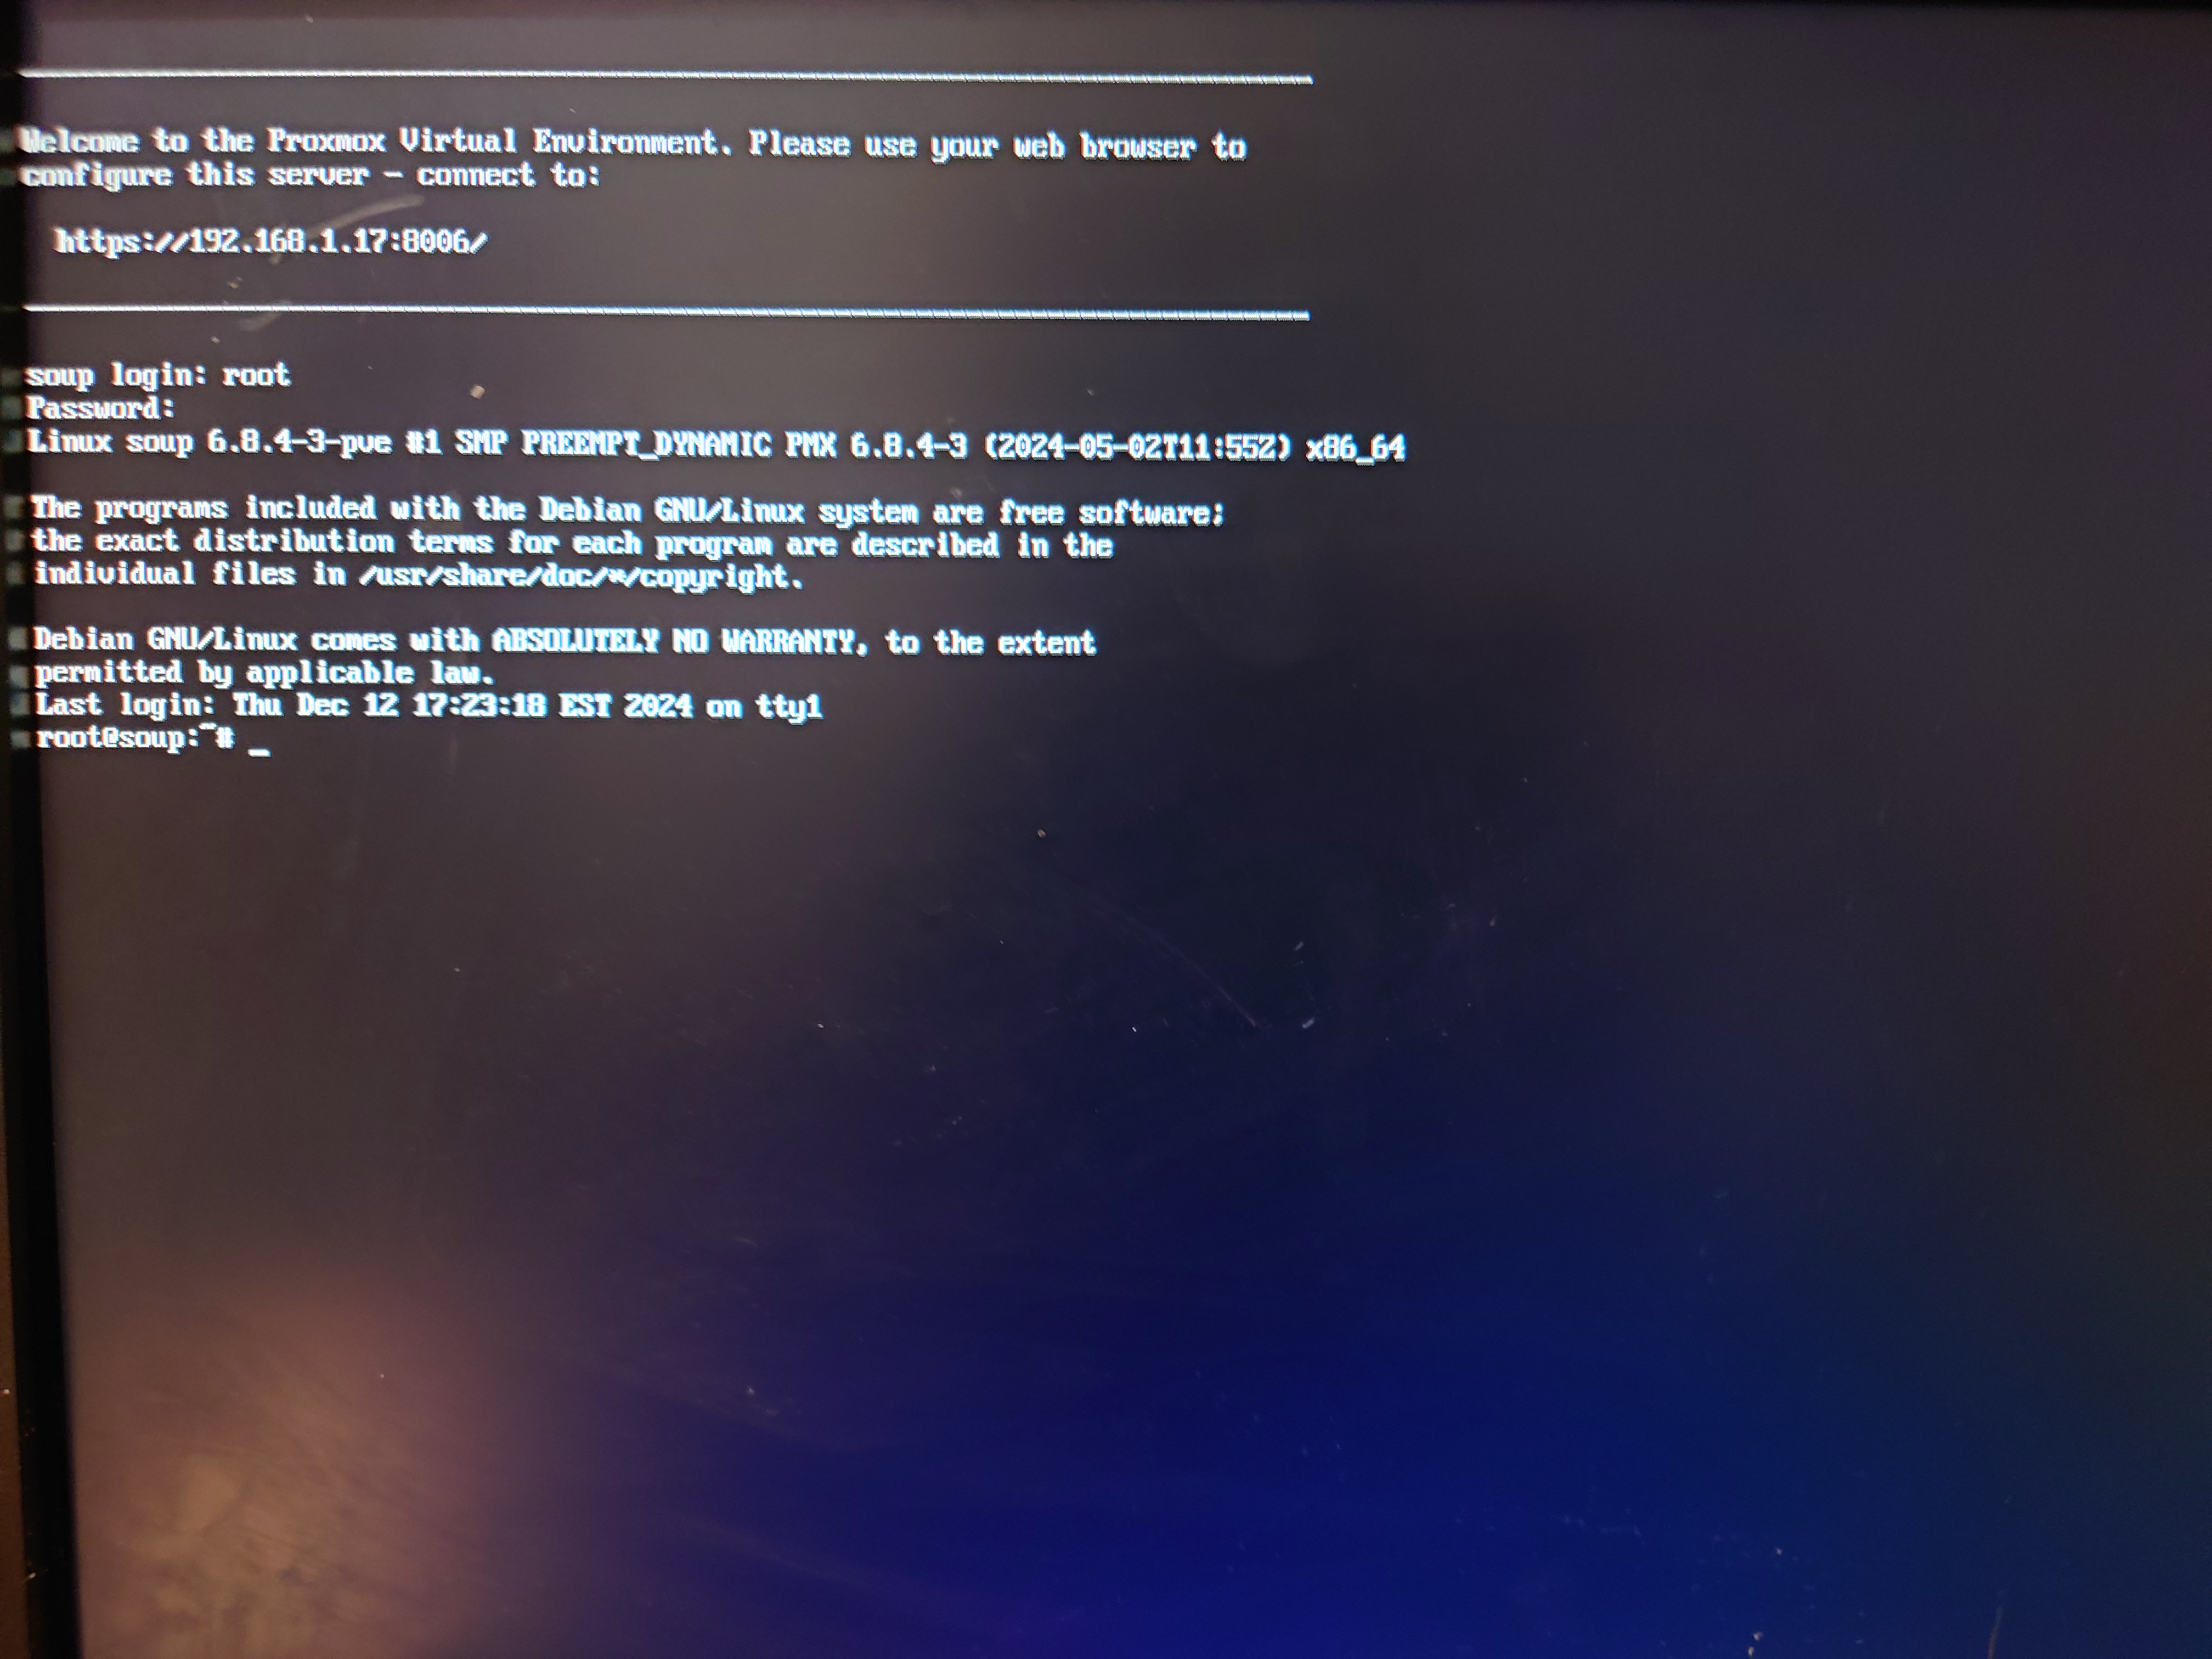 Welcome to the Proxmox Virtual Environment. Please use your web browser to
configure this server - connect to:
https://192.168.1.17:8006/
soup login: root
Password:
Linux soup 6.8.4-3-pve #1 SMP PREEMPT_DYNAMIC PMX 6.8.4-3 (2024-05-02T11:55Z) x86_64
The programs included with the Debian GNU/Linux system are free software;
the exact distribution terms for each program are described in the
individual files in /usr/share/doc/*/copyright.
Debian GNU/Linux comes with ABSOLUTELY NO WARRANTY, to the extent
permitted by applicable law.
Last login: Thu Dec 12 17:23:18 EST 2024 on tty1
root@soup:~# _